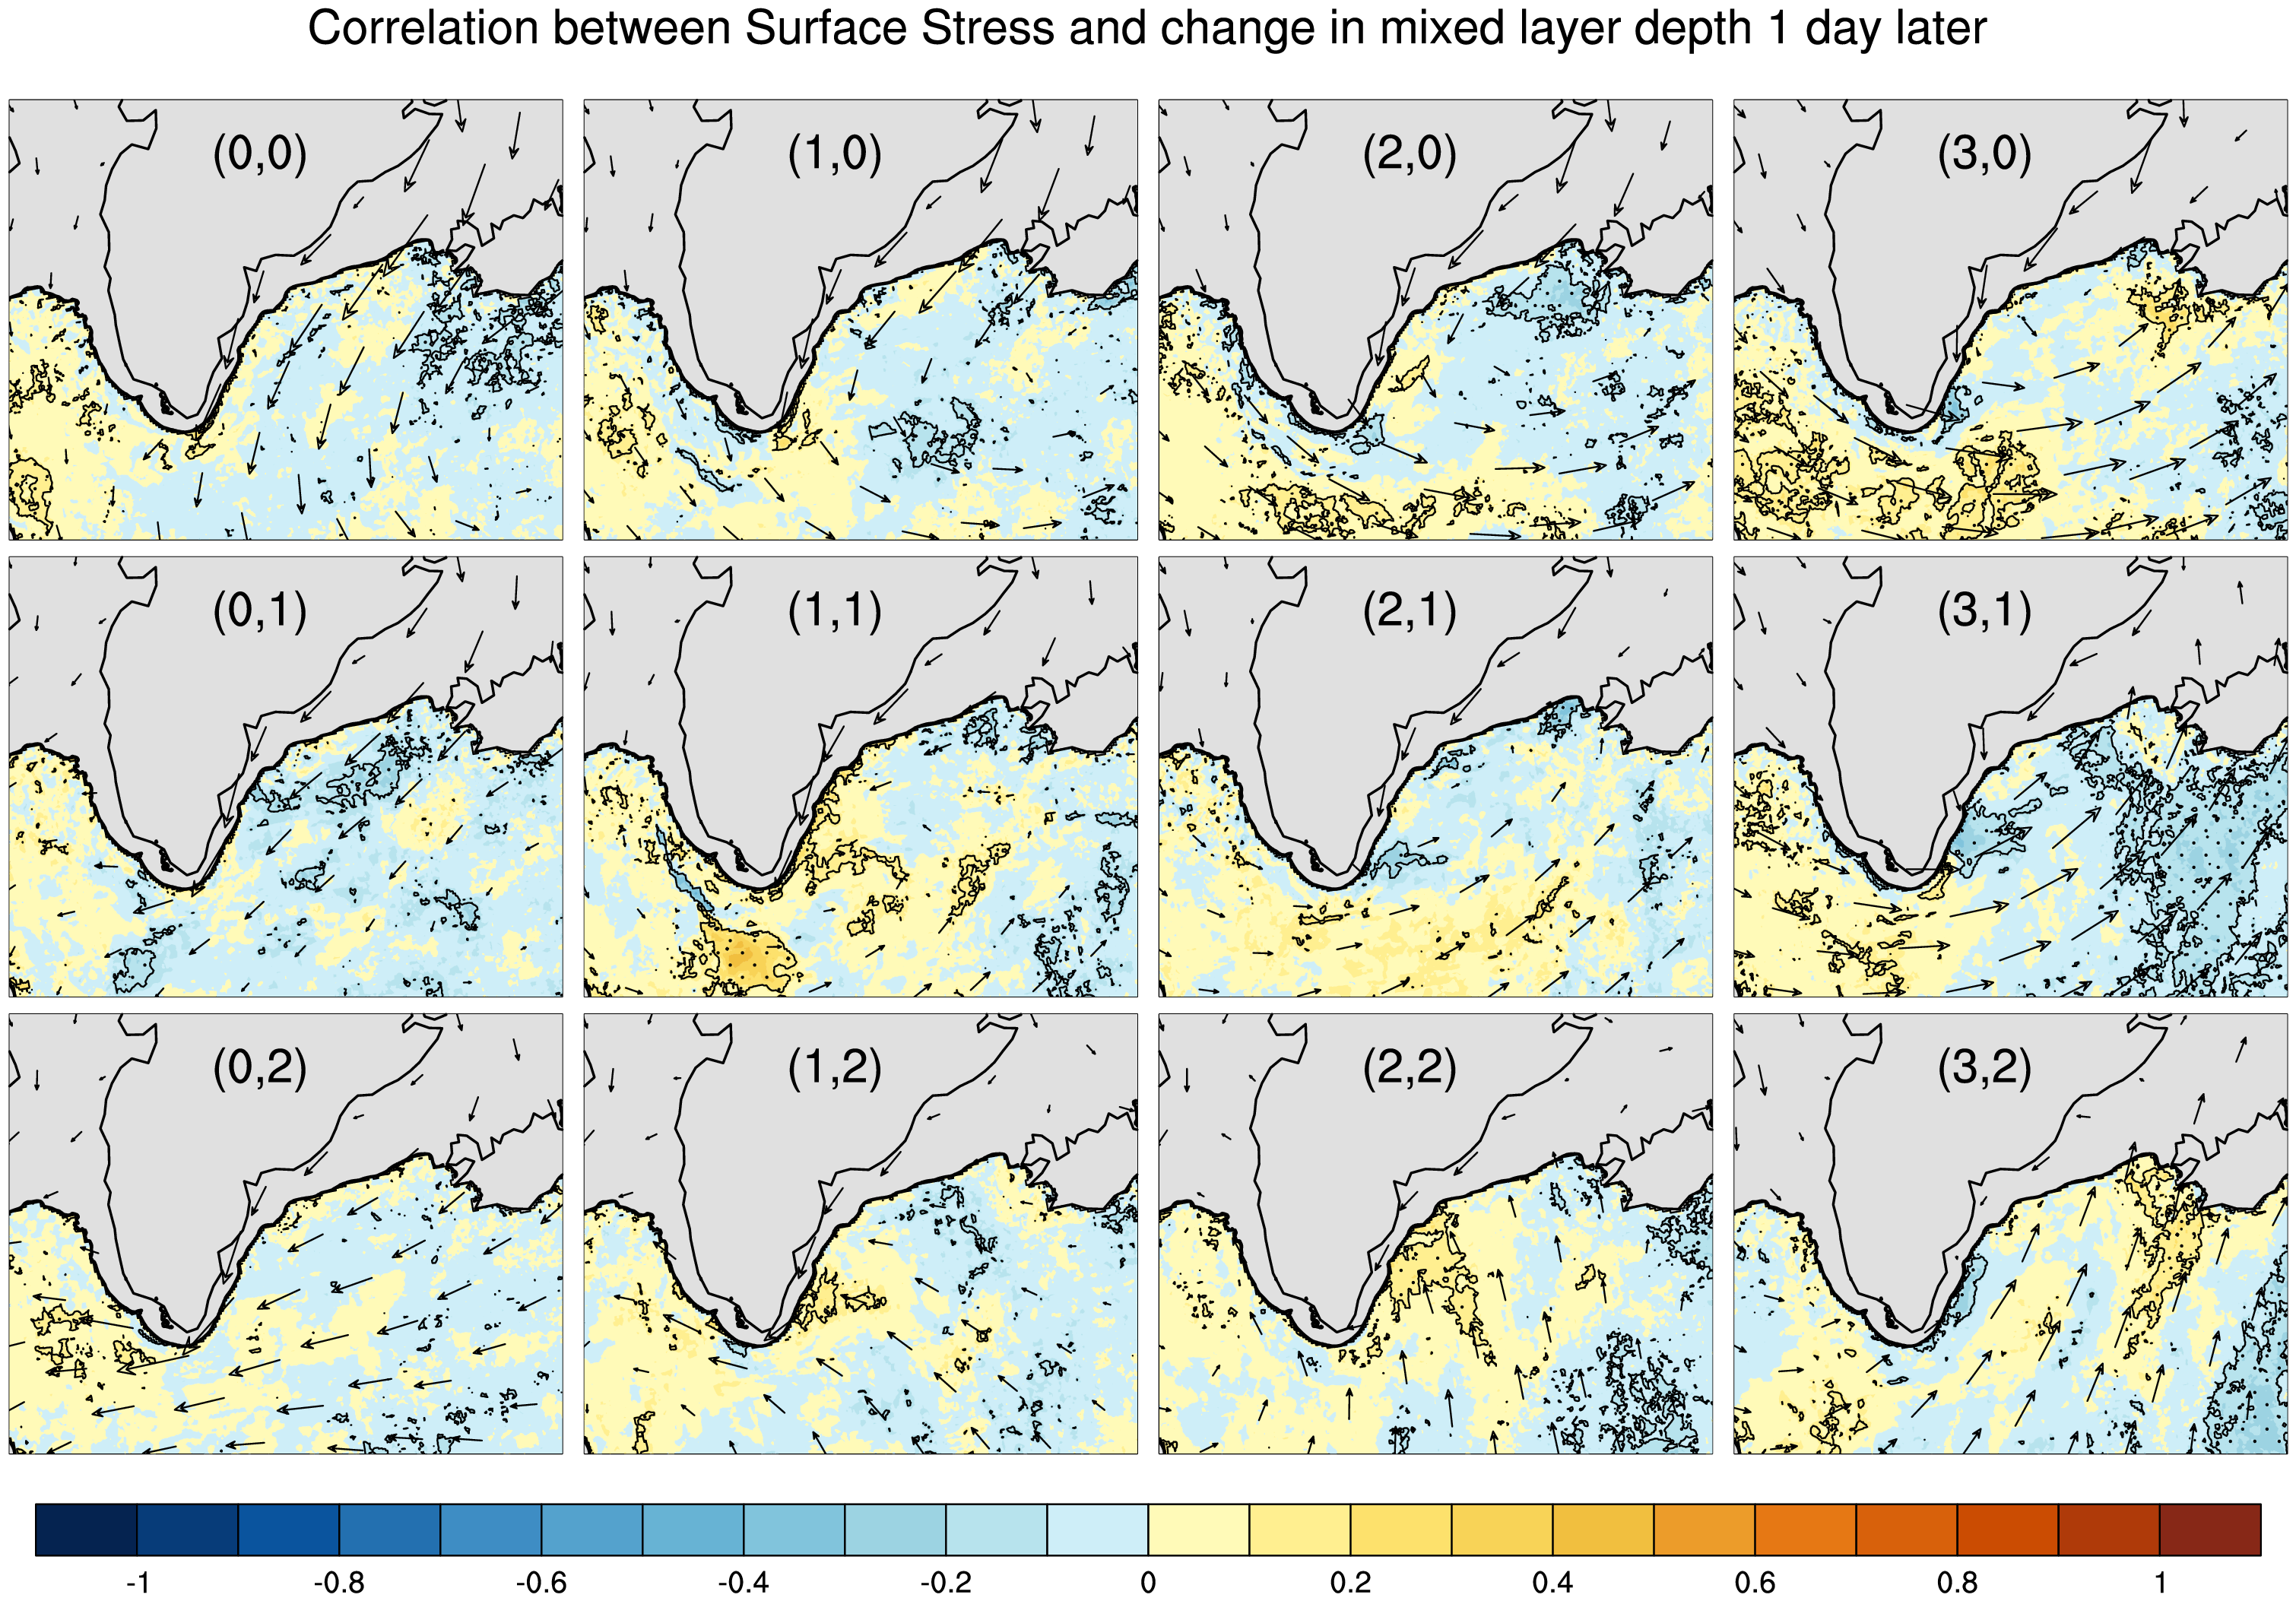 Correlation between Surface Stress and change in mixed layer depth 1 day later
(0,0) (1,0) (2,0) (3,0)
(0,1) (1,1) (2,1) (3,1)
(0,2) (1,2) (2,2) (3,2)
-1 -0.8 -0.6 -0.4 -0.2 0 0.2 0.4 0.6 0.8 1